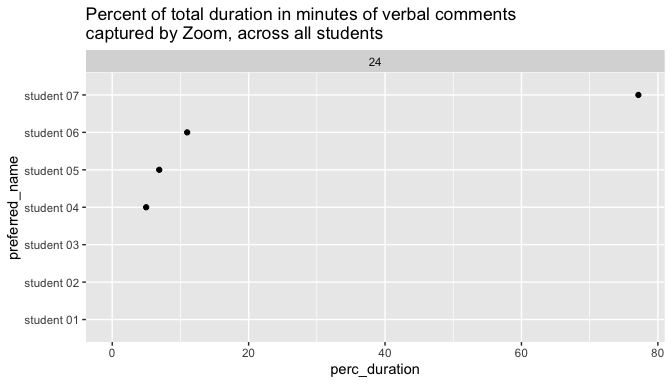 Percent of total duration in minutes of verbal comments
captured by Zoom, across all students
24
preferred_name
student 07
student 06
student 05
student 04
student 03
student 02
student 01
0 20 40 60 80
perc_duration